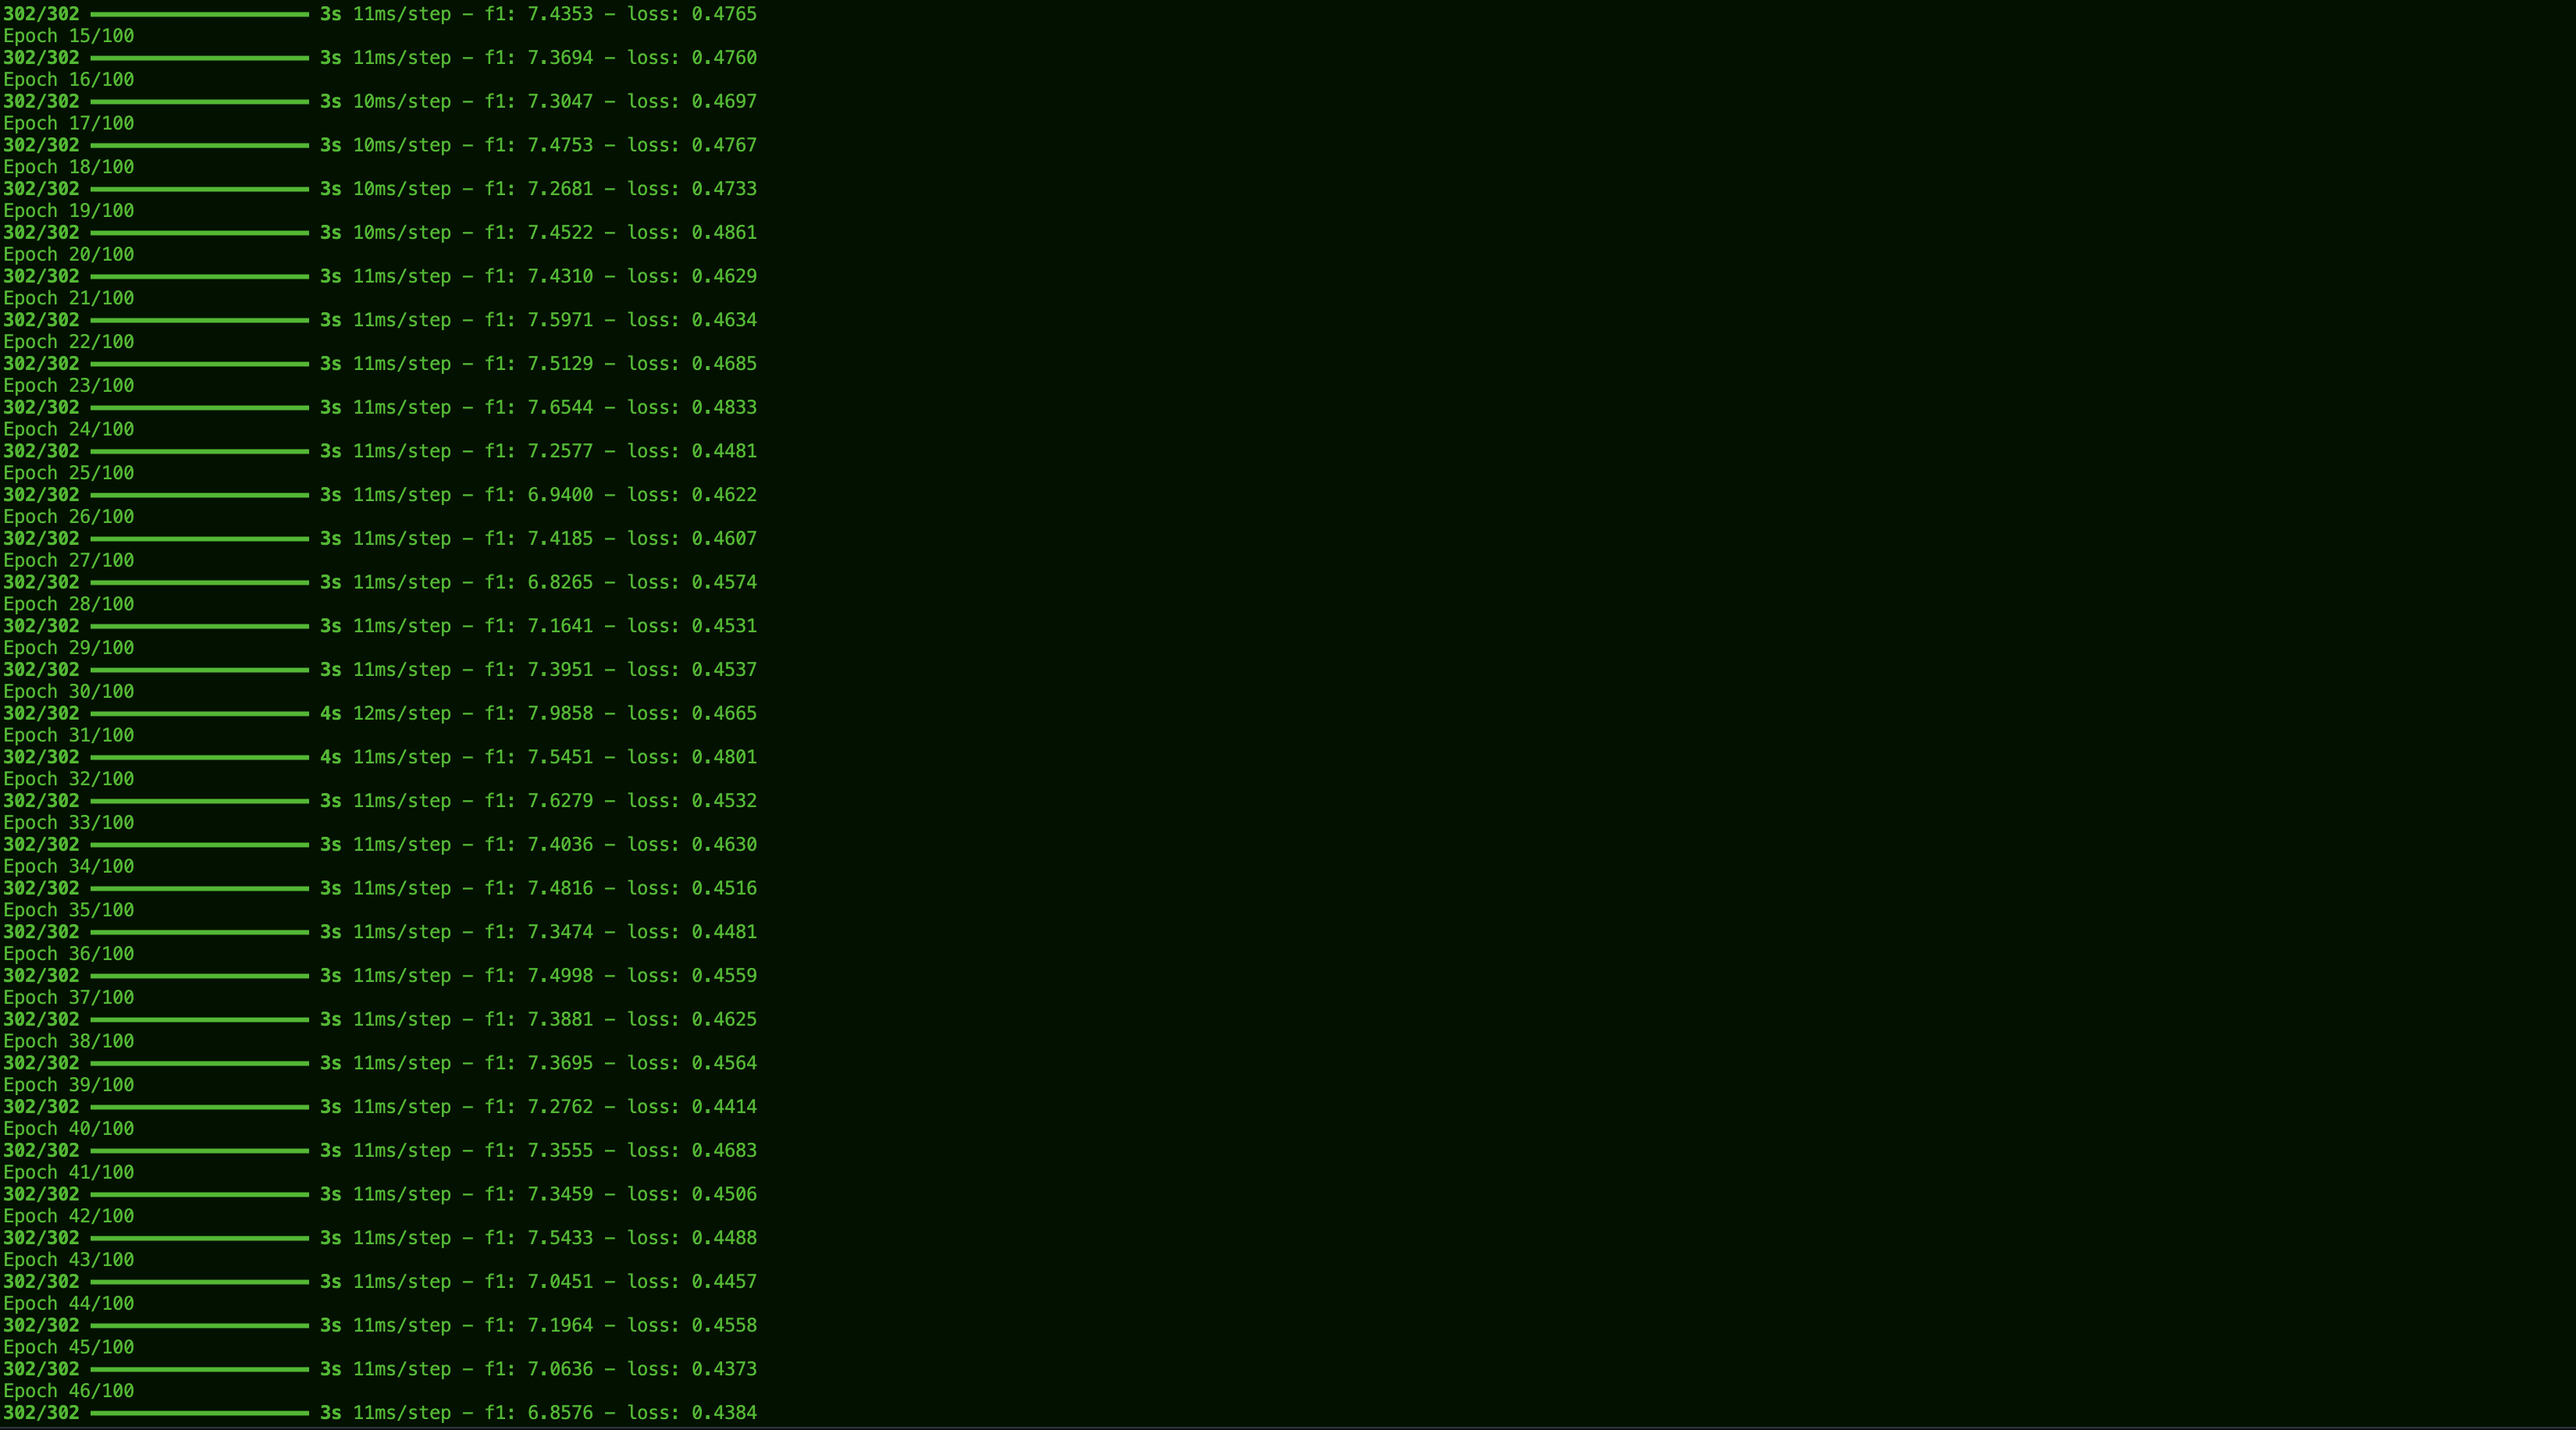 302/302 ━━━━━━━━━━━━━━━━━━━━ 3s 11ms/step - f1: 7.4353 - loss: 0.4765
Epoch 15/100
302/302 ━━━━━━━━━━━━━━━━━━━━ 3s 11ms/step - f1: 7.3694 - loss: 0.4760
Epoch 16/100
302/302 ━━━━━━━━━━━━━━━━━━━━ 3s 10ms/step - f1: 7.3047 - loss: 0.4697
Epoch 17/100
302/302 ━━━━━━━━━━━━━━━━━━━━ 3s 10ms/step - f1: 7.4753 - loss: 0.4767
Epoch 18/100
302/302 ━━━━━━━━━━━━━━━━━━━━ 3s 10ms/step - f1: 7.2681 - loss: 0.4733
Epoch 19/100
302/302 ━━━━━━━━━━━━━━━━━━━━ 3s 10ms/step - f1: 7.4522 - loss: 0.4861
Epoch 20/100
302/302 ━━━━━━━━━━━━━━━━━━━━ 3s 11ms/step - f1: 7.4310 - loss: 0.4629
Epoch 21/100
302/302 ━━━━━━━━━━━━━━━━━━━━ 3s 11ms/step - f1: 7.5971 - loss: 0.4634
Epoch 22/100
302/302 ━━━━━━━━━━━━━━━━━━━━ 3s 11ms/step - f1: 7.5129 - loss: 0.4685
Epoch 23/100
302/302 ━━━━━━━━━━━━━━━━━━━━ 3s 11ms/step - f1: 7.6544 - loss: 0.4833
Epoch 24/100
302/302 ━━━━━━━━━━━━━━━━━━━━ 3s 11ms/step - f1: 7.2577 - loss: 0.4481
Epoch 25/100
302/302 ━━━━━━━━━━━━━━━━━━━━ 3s 11ms/step - f1: 6.9400 - loss: 0.4622
Epoch 26/100
302/302 ━━━━━━━━━━━━━━━━━━━━ 3s 11ms/step - f1: 7.4185 - loss: 0.4607
Epoch 27/100
302/302 ━━━━━━━━━━━━━━━━━━━━ 3s 11ms/step - f1: 6.8265 - loss: 0.4574
Epoch 28/100
302/302 ━━━━━━━━━━━━━━━━━━━━ 3s 11ms/step - f1: 7.1641 - loss: 0.4531
Epoch 29/100
302/302 ━━━━━━━━━━━━━━━━━━━━ 3s 11ms/step - f1: 7.3951 - loss: 0.4537
Epoch 30/100
302/302 ━━━━━━━━━━━━━━━━━━━━ 4s 12ms/step - f1: 7.9858 - loss: 0.4665
Epoch 31/100
302/302 ━━━━━━━━━━━━━━━━━━━━ 4s 11ms/step - f1: 7.5451 - loss: 0.4801
Epoch 32/100
302/302 ━━━━━━━━━━━━━━━━━━━━ 3s 11ms/step - f1: 7.6279 - loss: 0.4532
Epoch 33/100
302/302 ━━━━━━━━━━━━━━━━━━━━ 3s 11ms/step - f1: 7.4036 - loss: 0.4630
Epoch 34/100
302/302 ━━━━━━━━━━━━━━━━━━━━ 3s 11ms/step - f1: 7.4816 - loss: 0.4516
Epoch 35/100
302/302 ━━━━━━━━━━━━━━━━━━━━ 3s 11ms/step - f1: 7.3474 - loss: 0.4481
Epoch 36/100
302/302 ━━━━━━━━━━━━━━━━━━━━ 3s 11ms/step - f1: 7.4998 - loss: 0.4559
Epoch 37/100
302/302 ━━━━━━━━━━━━━━━━━━━━ 3s 11ms/step - f1: 7.3881 - loss: 0.4625
Epoch 38/100
302/302 ━━━━━━━━━━━━━━━━━━━━ 3s 11ms/step - f1: 7.3695 - loss: 0.4564
Epoch 39/100
302/302 ━━━━━━━━━━━━━━━━━━━━ 3s 11ms/step - f1: 7.2762 - loss: 0.4414
Epoch 40/100
302/302 ━━━━━━━━━━━━━━━━━━━━ 3s 11ms/step - f1: 7.3555 - loss: 0.4683
Epoch 41/100
302/302 ━━━━━━━━━━━━━━━━━━━━ 3s 11ms/step - f1: 7.3459 - loss: 0.4506
Epoch 42/100
302/302 ━━━━━━━━━━━━━━━━━━━━ 3s 11ms/step - f1: 7.5433 - loss: 0.4488
Epoch 43/100
302/302 ━━━━━━━━━━━━━━━━━━━━ 3s 11ms/step - f1: 7.0451 - loss: 0.4457
Epoch 44/100
302/302 ━━━━━━━━━━━━━━━━━━━━ 3s 11ms/step - f1: 7.1964 - loss: 0.4558
Epoch 45/100
302/302 ━━━━━━━━━━━━━━━━━━━━ 3s 11ms/step - f1: 7.0636 - loss: 0.4373
Epoch 46/100
302/302 ━━━━━━━━━━━━━━━━━━━━ 3s 11ms/step - f1: 6.8576 - loss: 0.4384